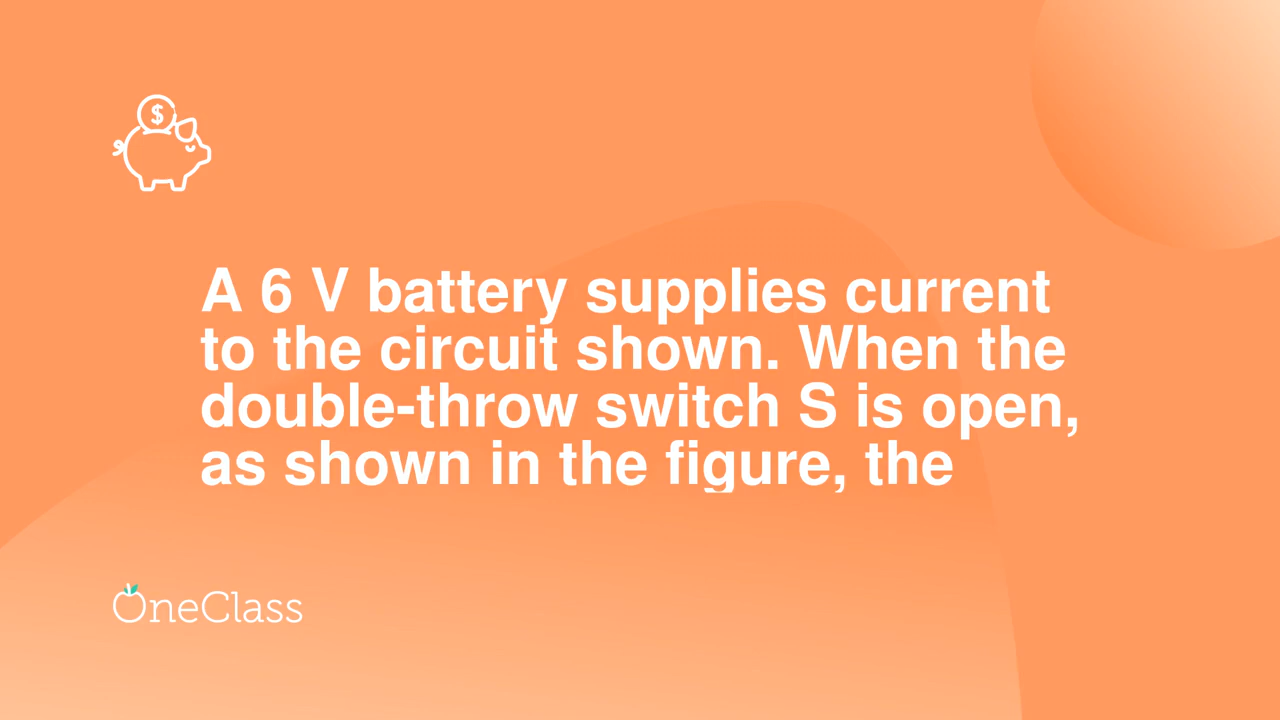 $
A 6 V battery supplies current
to the circuit shown. When the
double-throw switch S is open,
as shown in the figure, the
OneClass